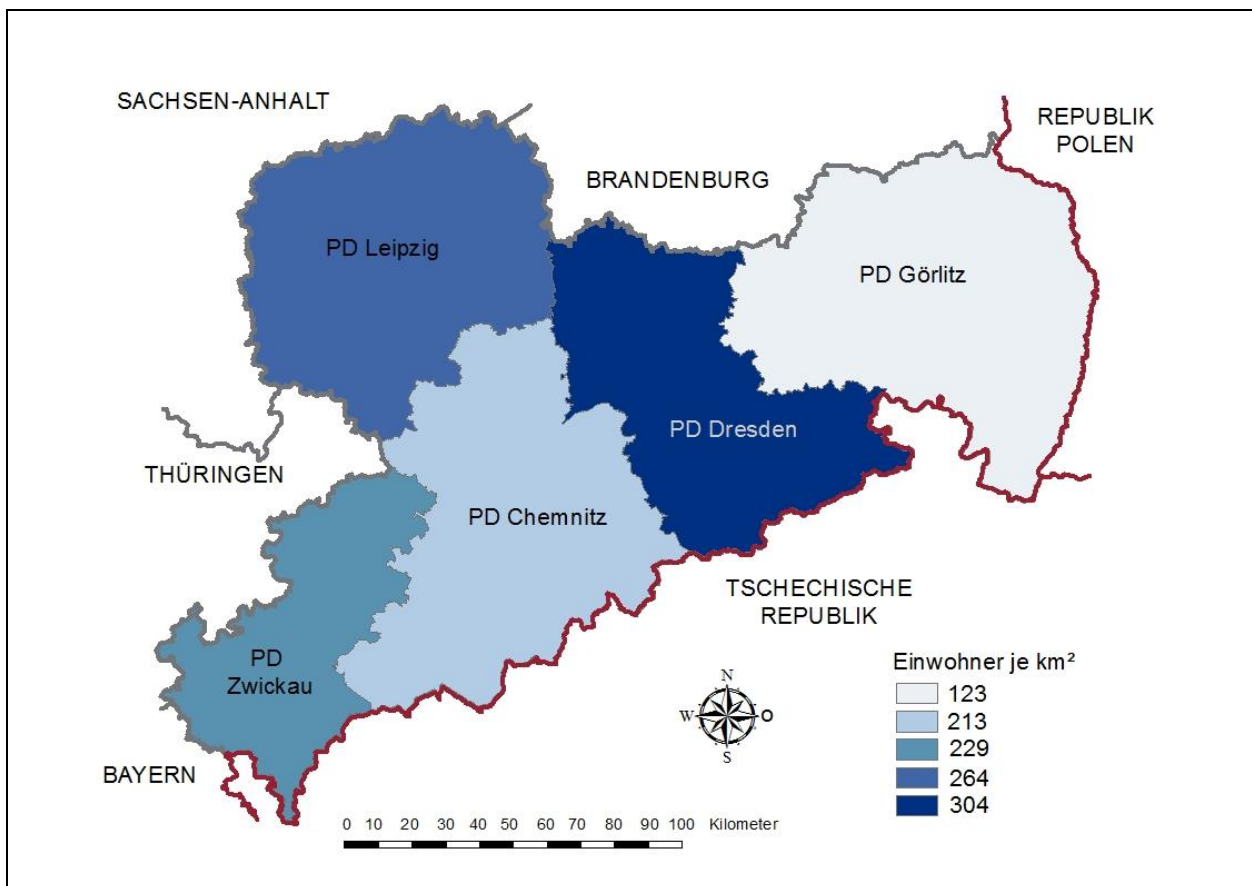 SACHSEN-ANHALT
REPUBLIK
POLEN
BRANDENBURG
PD Leipzig
PD Görlitz
PD Dresden
THÜRINGEN
PD Chemnitz
TSCHECHISCHE
REPUBLIK
PD
Zwickau
BAYERN
N
W
O
S
Einwohner je km²
123
213
229
264
304
0 10 20 30 40 50 60 70 80 90 100 Kilometer